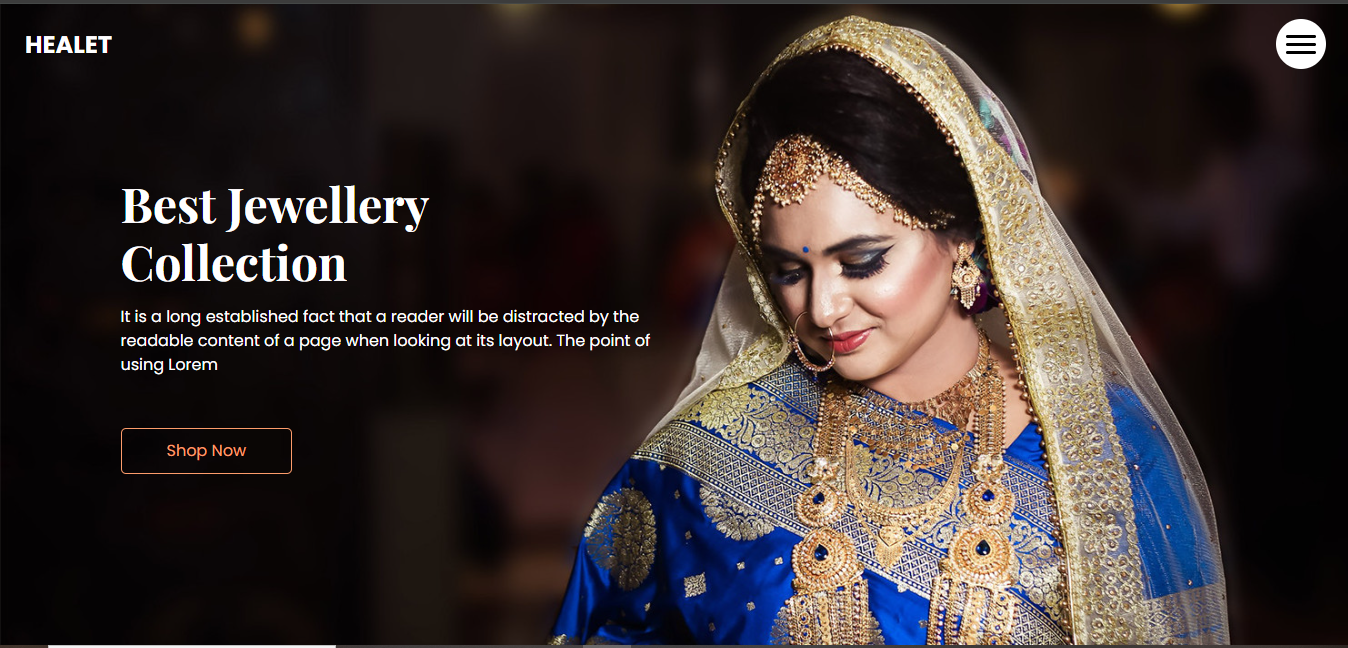 HEALET
Best Jewellery
Collection
It is a long established fact that a reader will be distracted by the
readable content of a page when looking at its layout. The point of
using Lorem
Shop Now